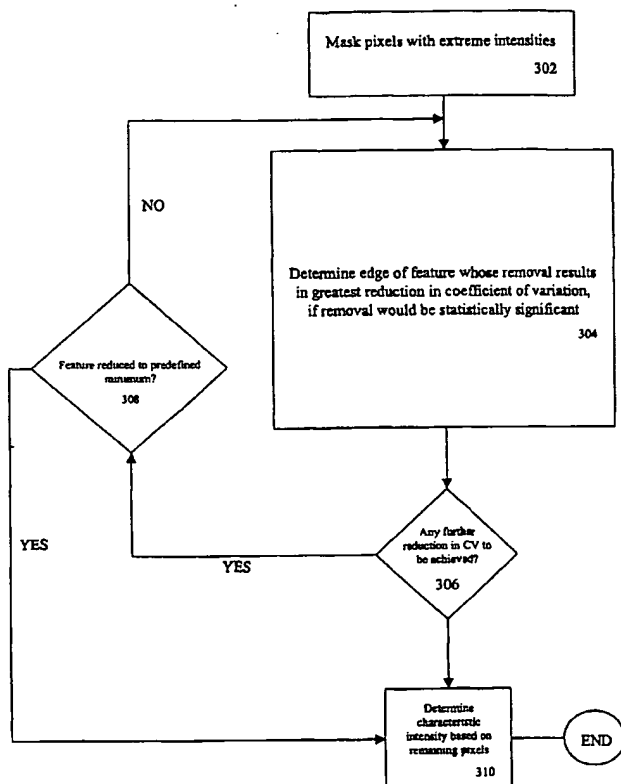 Mask pixels with extreme intensities
302
NO
Determine edge of feature whose removal results
in greatest reduction in coefficient of variation,
if removal would be statistically significant
304
Feature reduced to predefined
minimum?
308
YES
YES
Any further
reduction in CV to
be achieved?
306
Determine
characteristic
intensity based on
remaining pixels
310
END